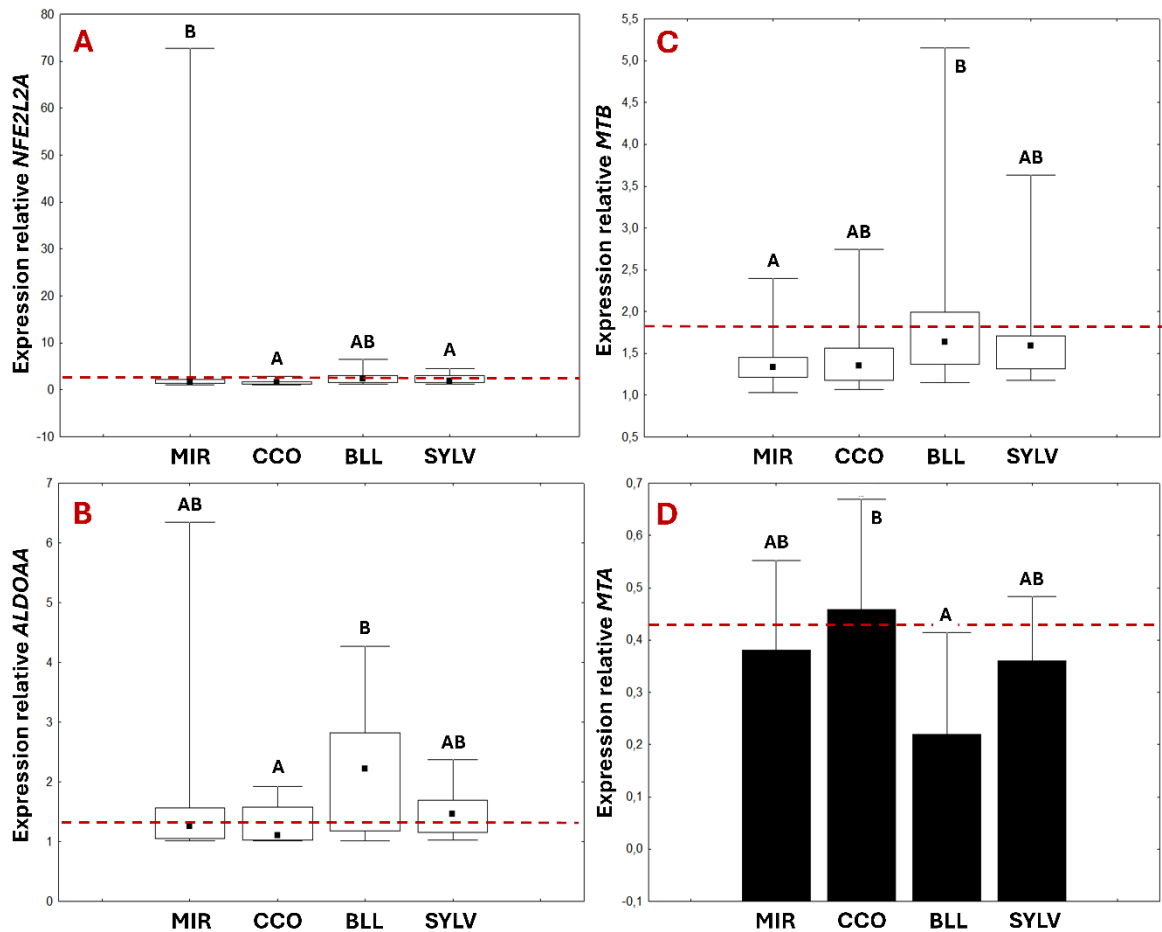 A
Expression relative NFE2L2A
80
70
60
50
40
30
20
10
0
-10
B
A
AB
A
MIR CCO BLL SYLV
C
Expression relative MTB
5,5
5,0
4,5
4,0
3,5
3,0
2,5
2,0
1,5
1,0
0,5
A
AB
B
AB
MIR CCO BLL SYLV
B
Expression relative ALDOAA
7
6
5
4
3
2
1
0
AB
A
B
AB
MIR CCO BLL SYLV
D
Expression relative MTA
0,7
0,6
0,5
0,4
0,3
0,2
0,1
0,0
-0,1
AB
B
A
AB
MIR CCO BLL SYLV